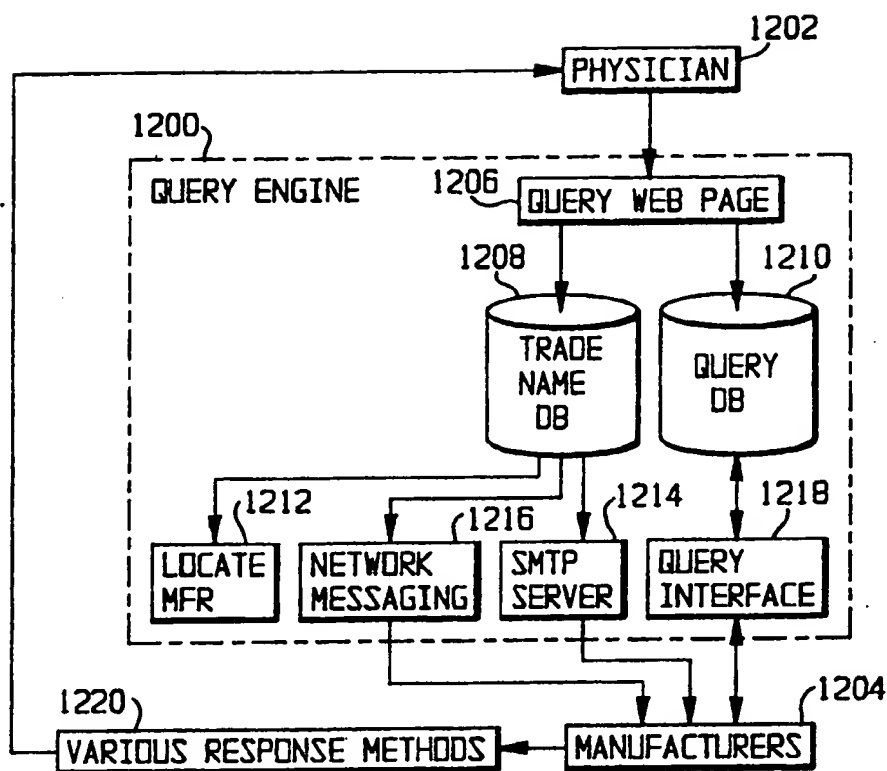 1202
PHYSICIAN
1200
QUERY ENGINE
1206
QUERY WEB PAGE
1208
1210
TRADE
NAME
DB
QUERY
DB
1212
1216
1214
1218
LOCATE
MFR
NETWORK
MESSAGING
SMTP
SERVER
QUERY
INTERFACE
1220
1204
VARIOUS RESPONSE METHODS
MANUFACTURERS